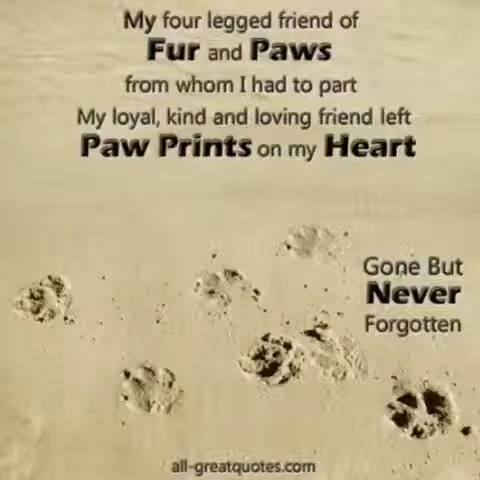 My four legged friend of
Fur and Paws
from whom I had to part
My loyal, kind and loving friend left
Paw Prints on my Heart
Gone But
Never
Forgotten
all-greatquotes.com